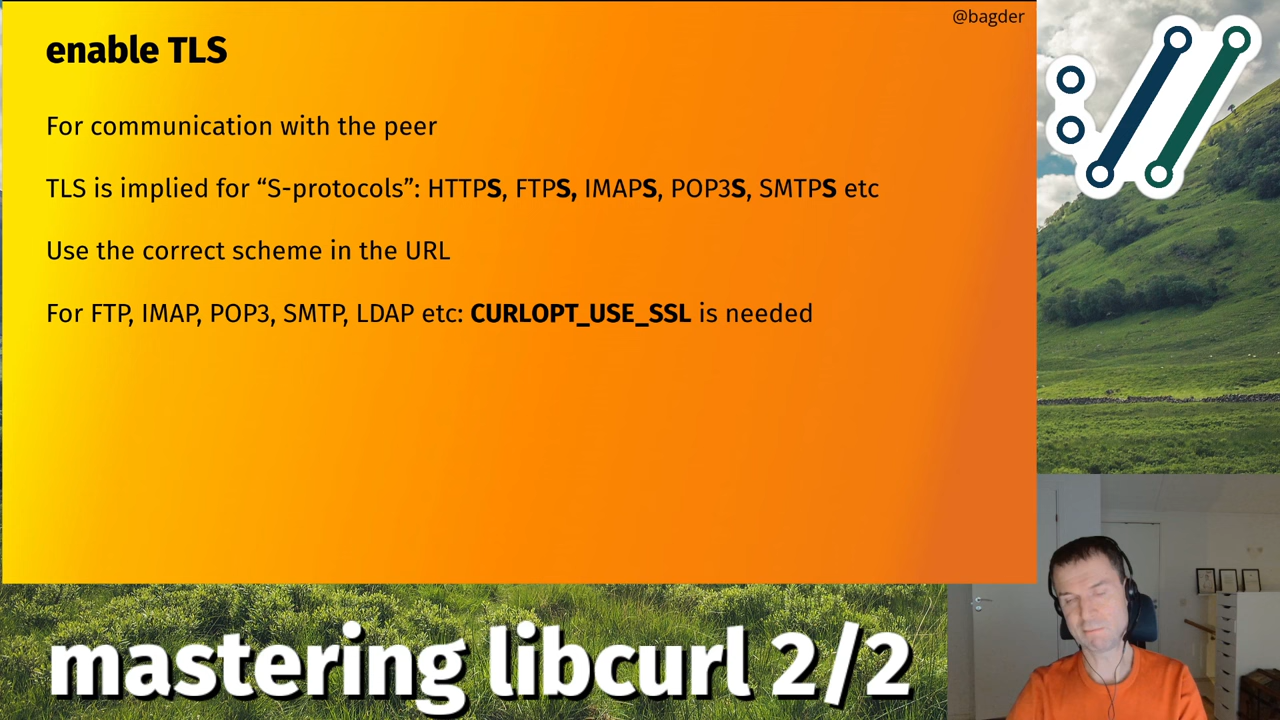 @bagder
enable TLS
For communication with the peer
TLS is implied for “S-protocols”: HTTPS, FTPS, IMAPS, POP3S, SMTPS etc
Use the correct scheme in the URL
For FTP, IMAP, POP3, SMTP, LDAP etc: CURLOPT_USE_SSL is needed
mastering libcurl 2/2